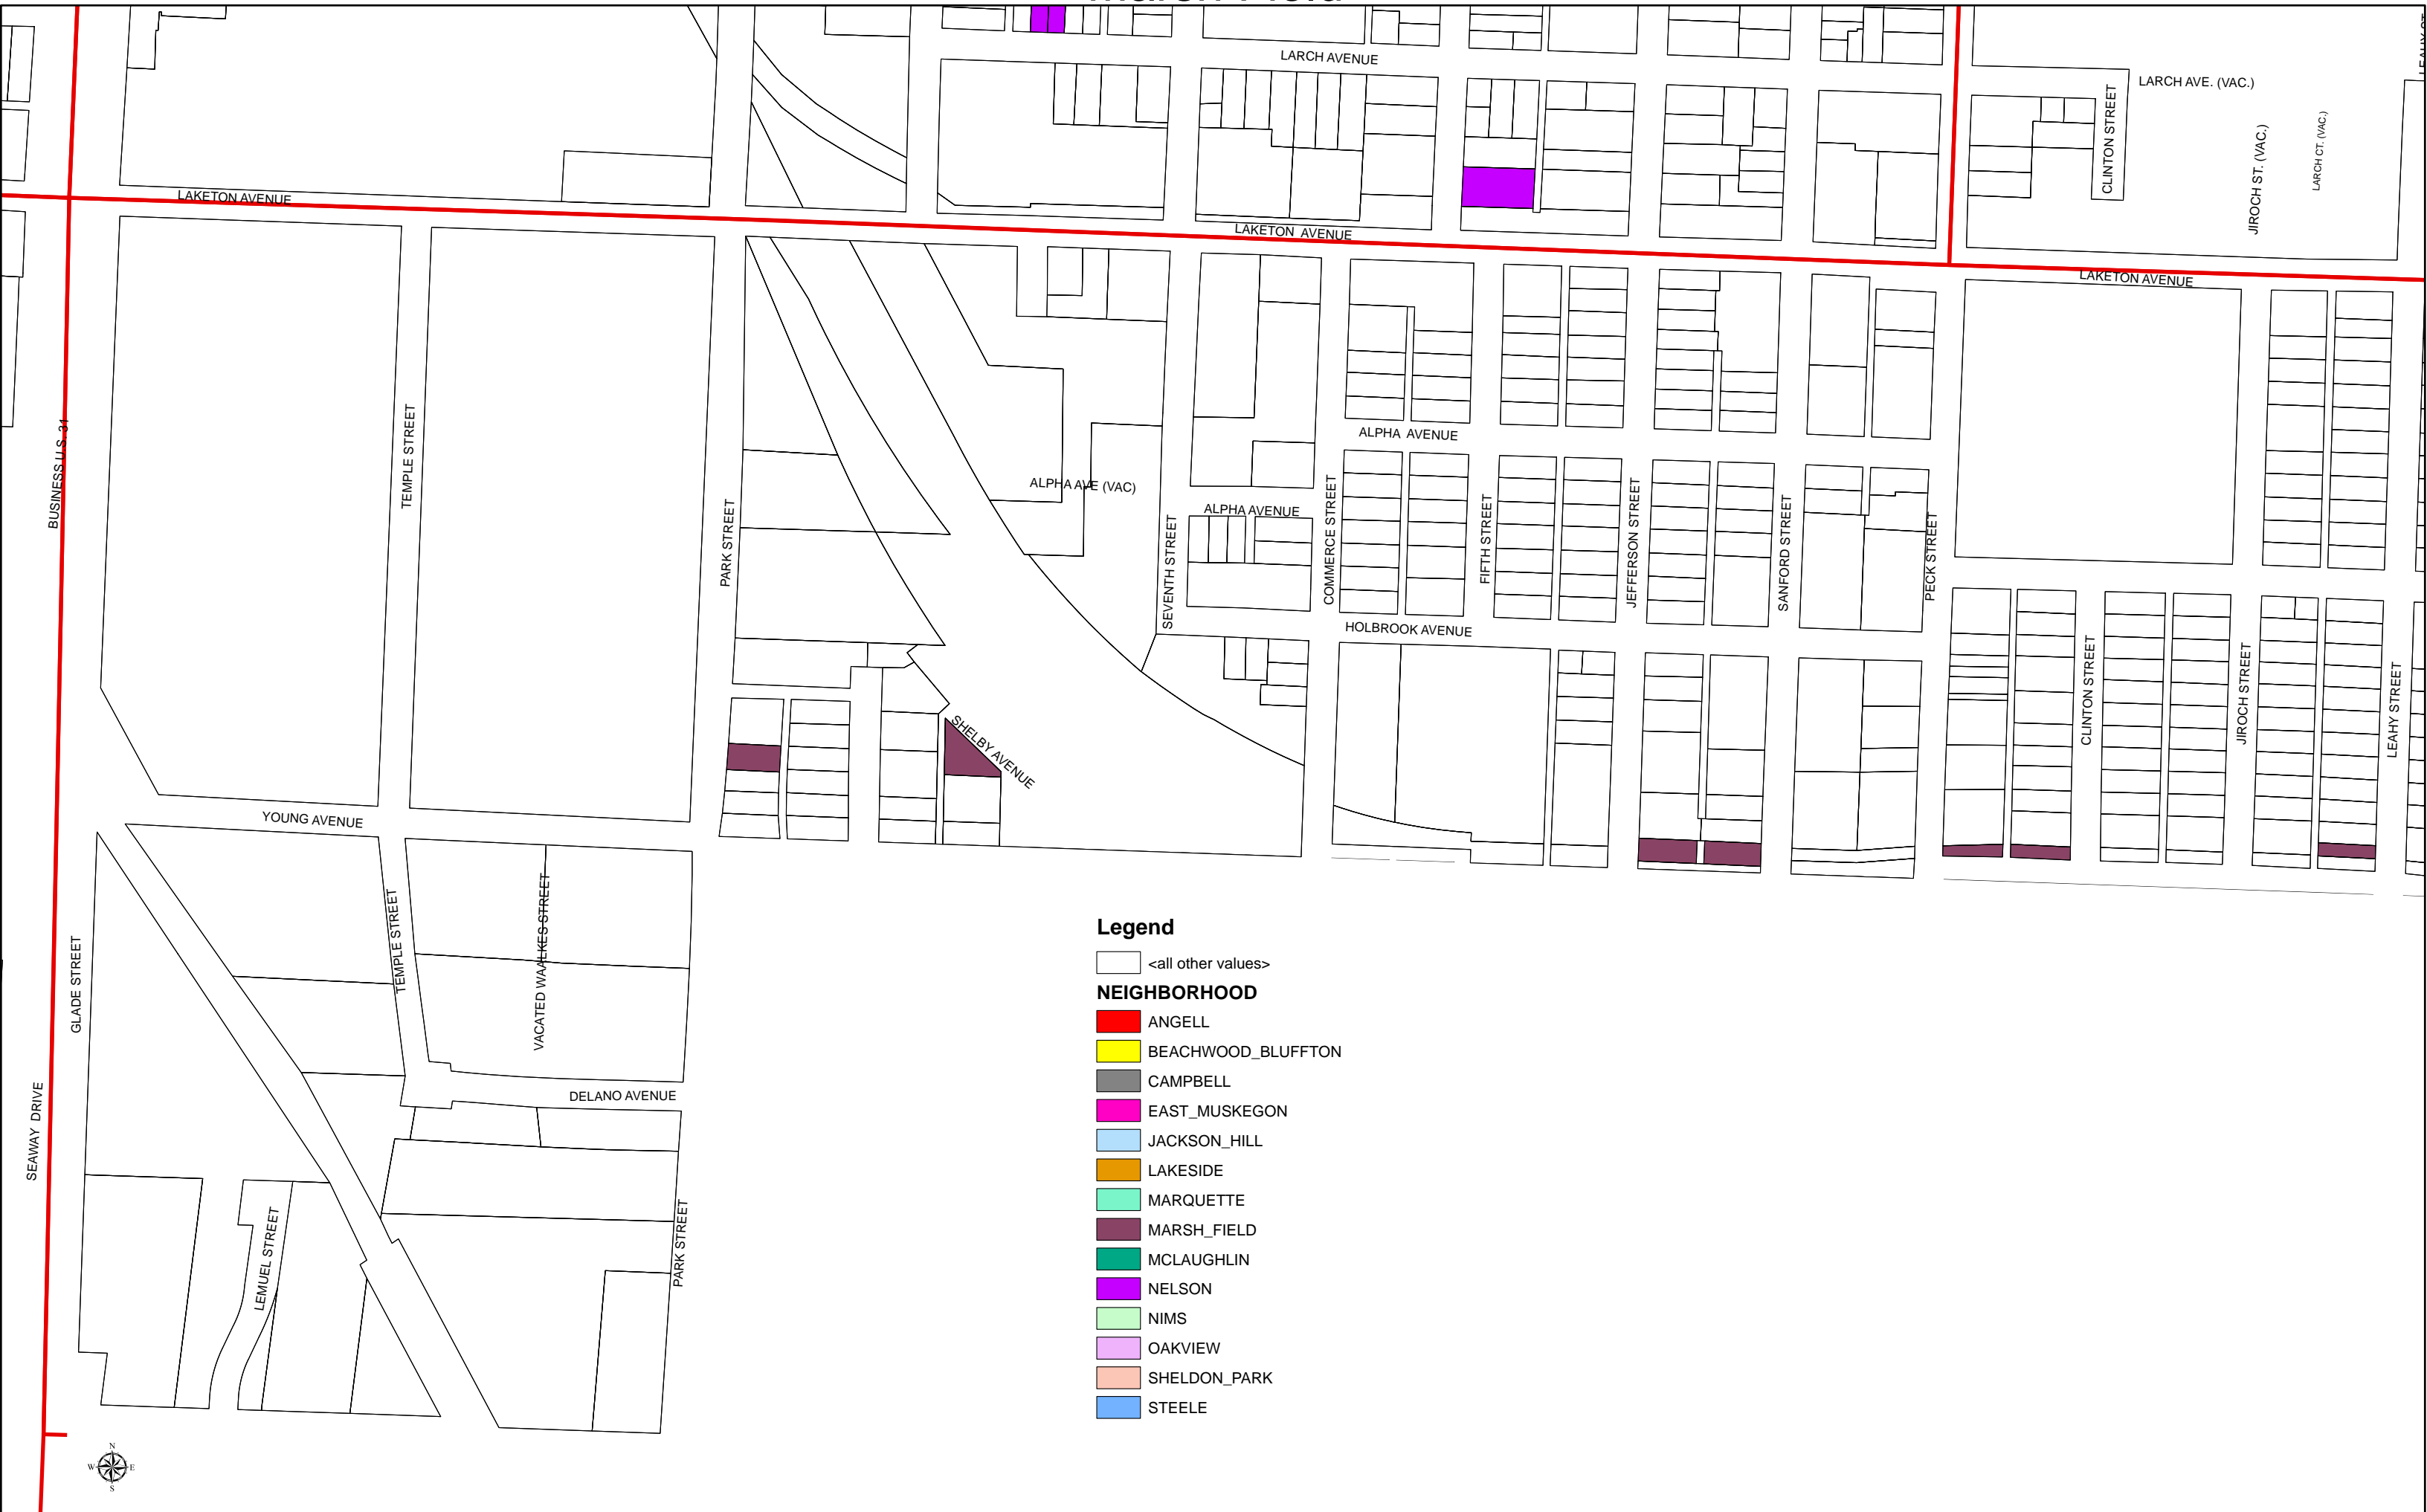 LEAHY ST
LARCH AVENUE
LARCH AVE. (VAC.)
CLINTON STREET
JIROCH ST. (VAC.)
LARCH CT. (VAC.)
LAKETON AVENUE
LAKETON  AVENUE
LAKETON AVENUE
BUSINESS U.S. 31
TEMPLE STREET
PARK STREET
ALPHA AVE (VAC)
ALPHA  AVENUE
ALPHA AVENUE
SEVENTH STREET
COMMERCE STREET
FIFTH STREET
JEFFERSON STREET
SANFORD STREET
PECK STREET
HOLBROOK AVENUE
CLINTON STREET
JIROCH STREET
LEAHY STREET
SHELBY AVENUE
YOUNG AVENUE
GLADE STREET
TEMPLE STREET
VACATED WAALKES STREET
DELANO AVENUE
SEAWAY  DRIVE
LEMUEL STREET
PARK STREET
Legend
<all other values>
NEIGHBORHOOD
ANGELL
BEACHWOOD_BLUFFTON
CAMPBELL
EAST_MUSKEGON
JACKSON_HILL
LAKESIDE
MARQUETTE
MARSH_FIELD
MCLAUGHLIN
NELSON
NIMS
OAKVIEW
SHELDON_PARK
STEELE
N
W E
S